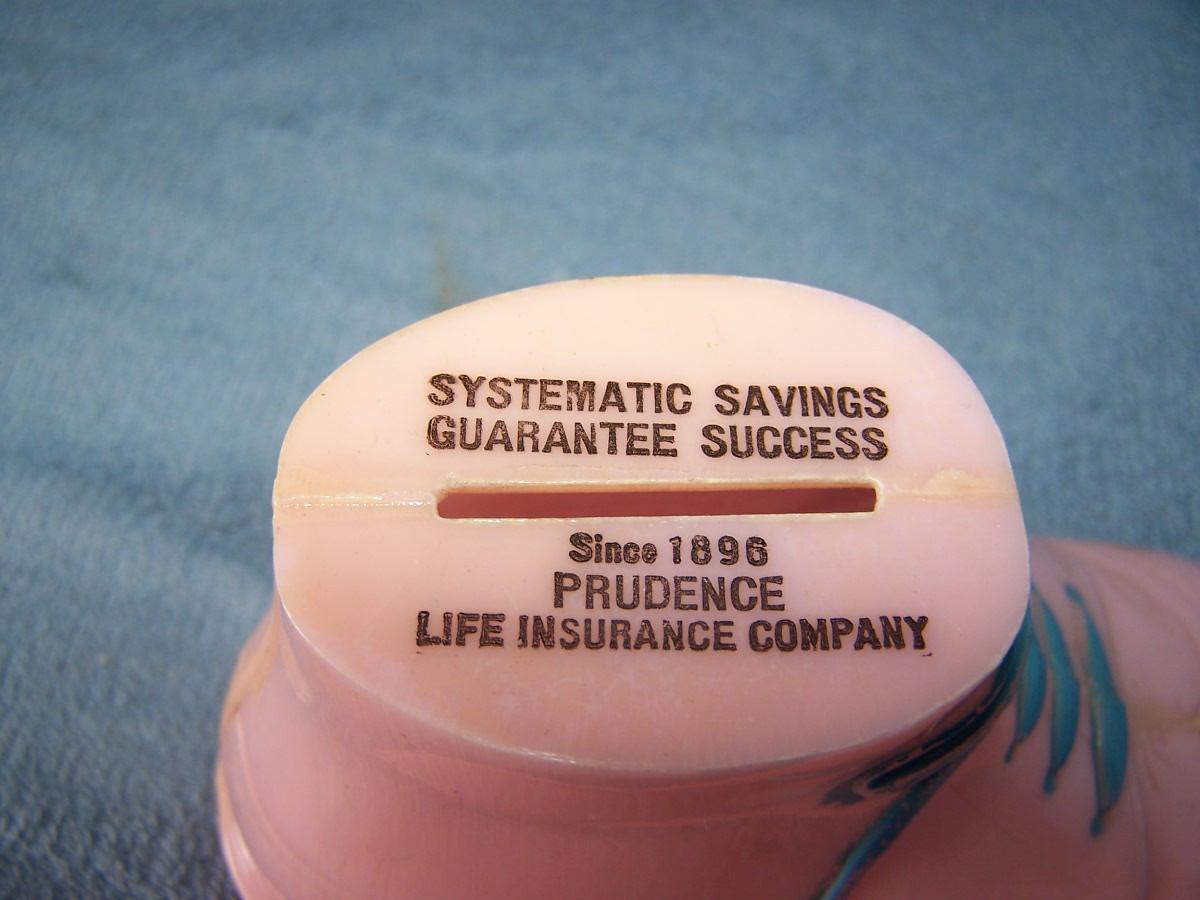 SYSTEMATIC SAVINGS
GUARANTEE SUCCESS
Since 1896
PRUDENCE
LIFE INSURANCE COMPANY